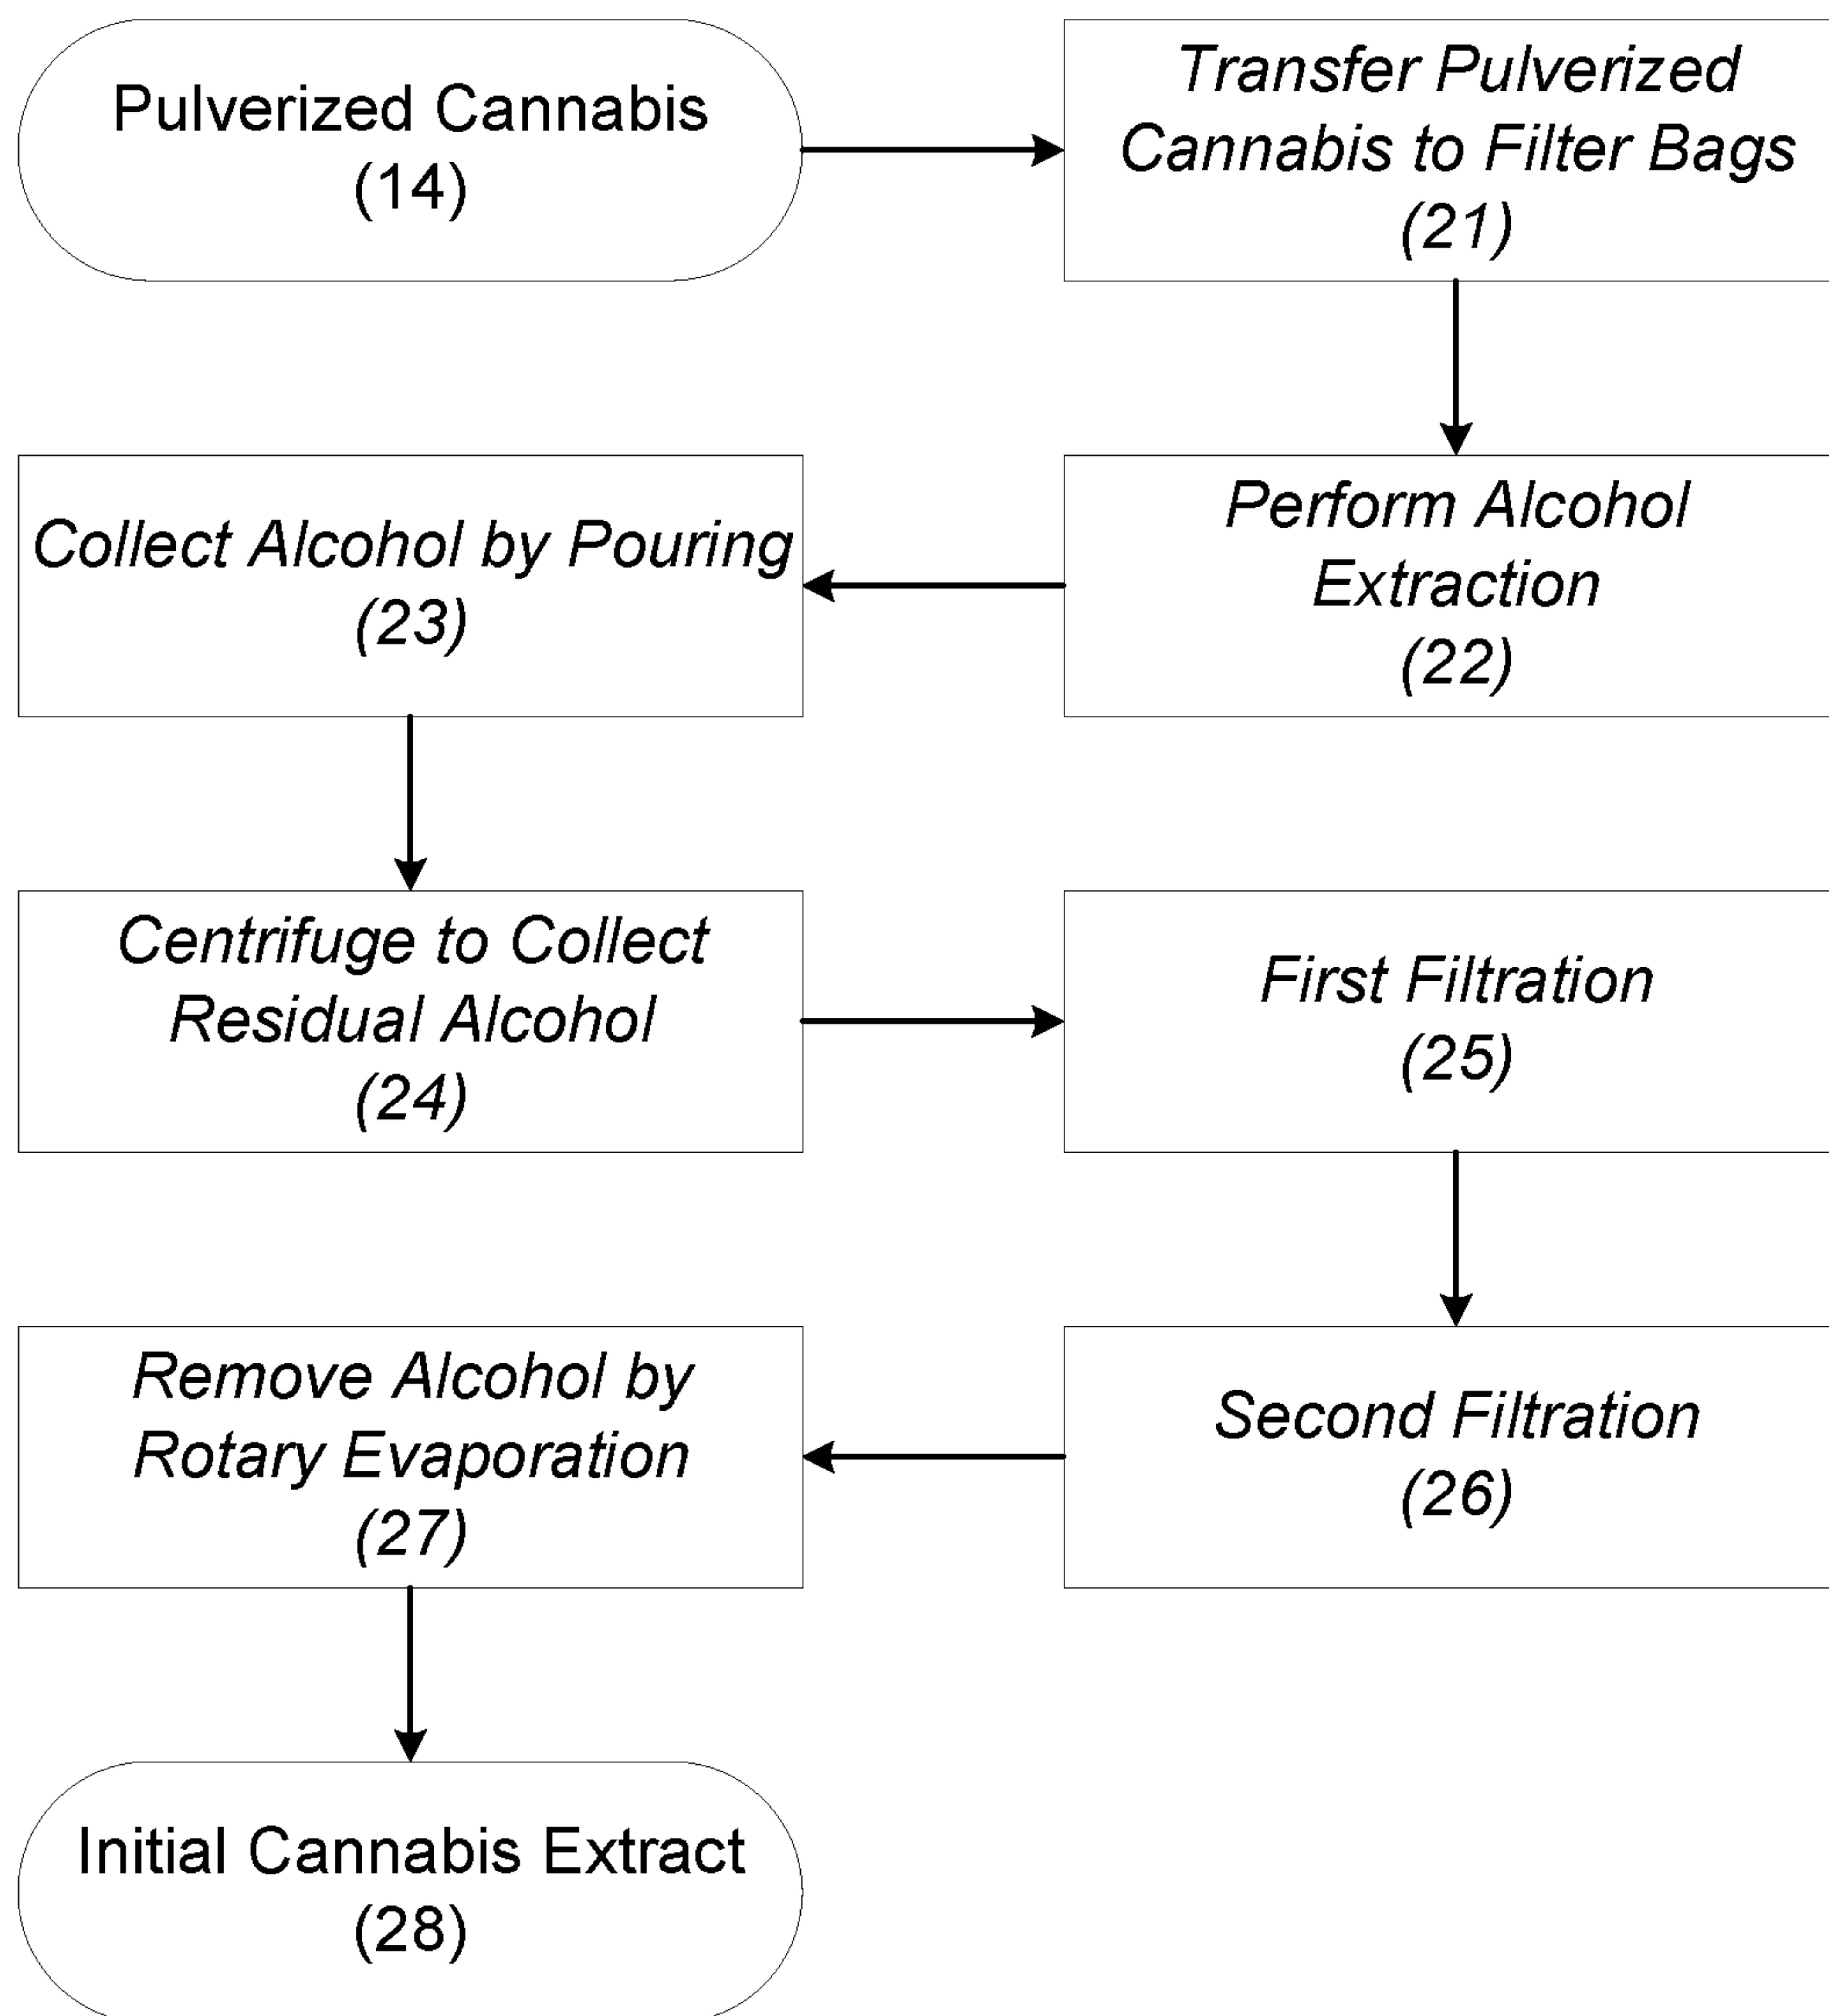 Pulverized Cannabis
(14)
Transfer Pulverized
Cannabis to Filter Bags
(21)
Perform Alcohol
Extraction
(22)
Collect Alcohol by Pouring
(23)
Centrifuge to Collect
Residual Alcohol
(24)
First Filtration
(25)
Second Filtration
(26)
Remove Alcohol by
Rotary Evaporation
(27)
Initial Cannabis Extract
(28)